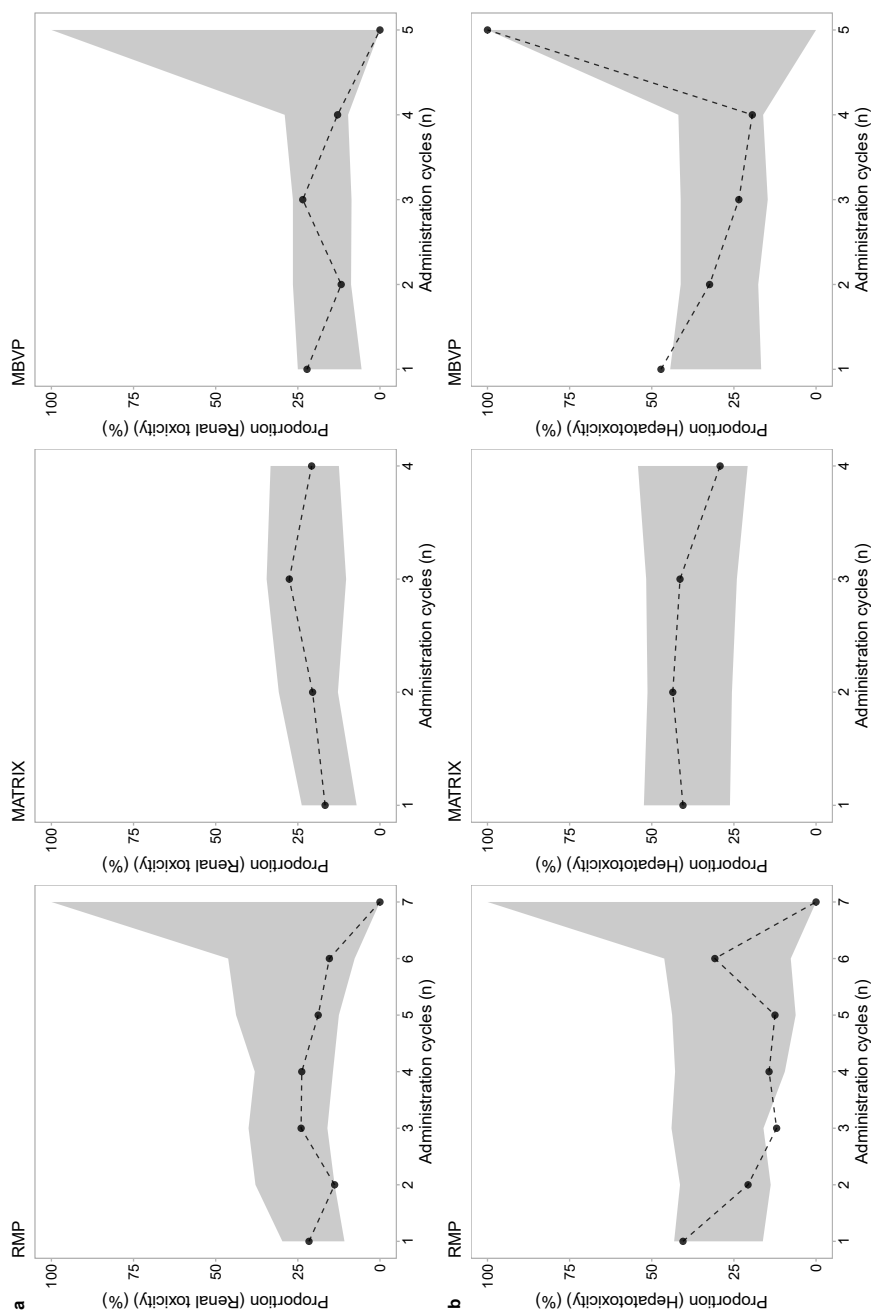 a
RMP
Proportion (Renal toxicity) (%)
100
75
50
25
0
1 2 3 4 5 6 7
Administration cycles (n)
MATRIX
Proportion (Renal toxicity) (%)
100
75
50
25
0
1 2 3 4
Administration cycles (n)
MBVP
Proportion (Renal toxicity) (%)
100
75
50
25
0
1 2 3 4 5
Administration cycles (n)
b
RMP
Proportion (Hepatotoxicity) (%)
100
75
50
25
0
1 2 3 4 5 6 7
Administration cycles (n)
MATRIX
Proportion (Hepatotoxicity) (%)
100
75
50
25
0
1 2 3 4
Administration cycles (n)
MBVP
Proportion (Hepatotoxicity) (%)
100
75
50
25
0
1 2 3 4 5
Administration cycles (n)